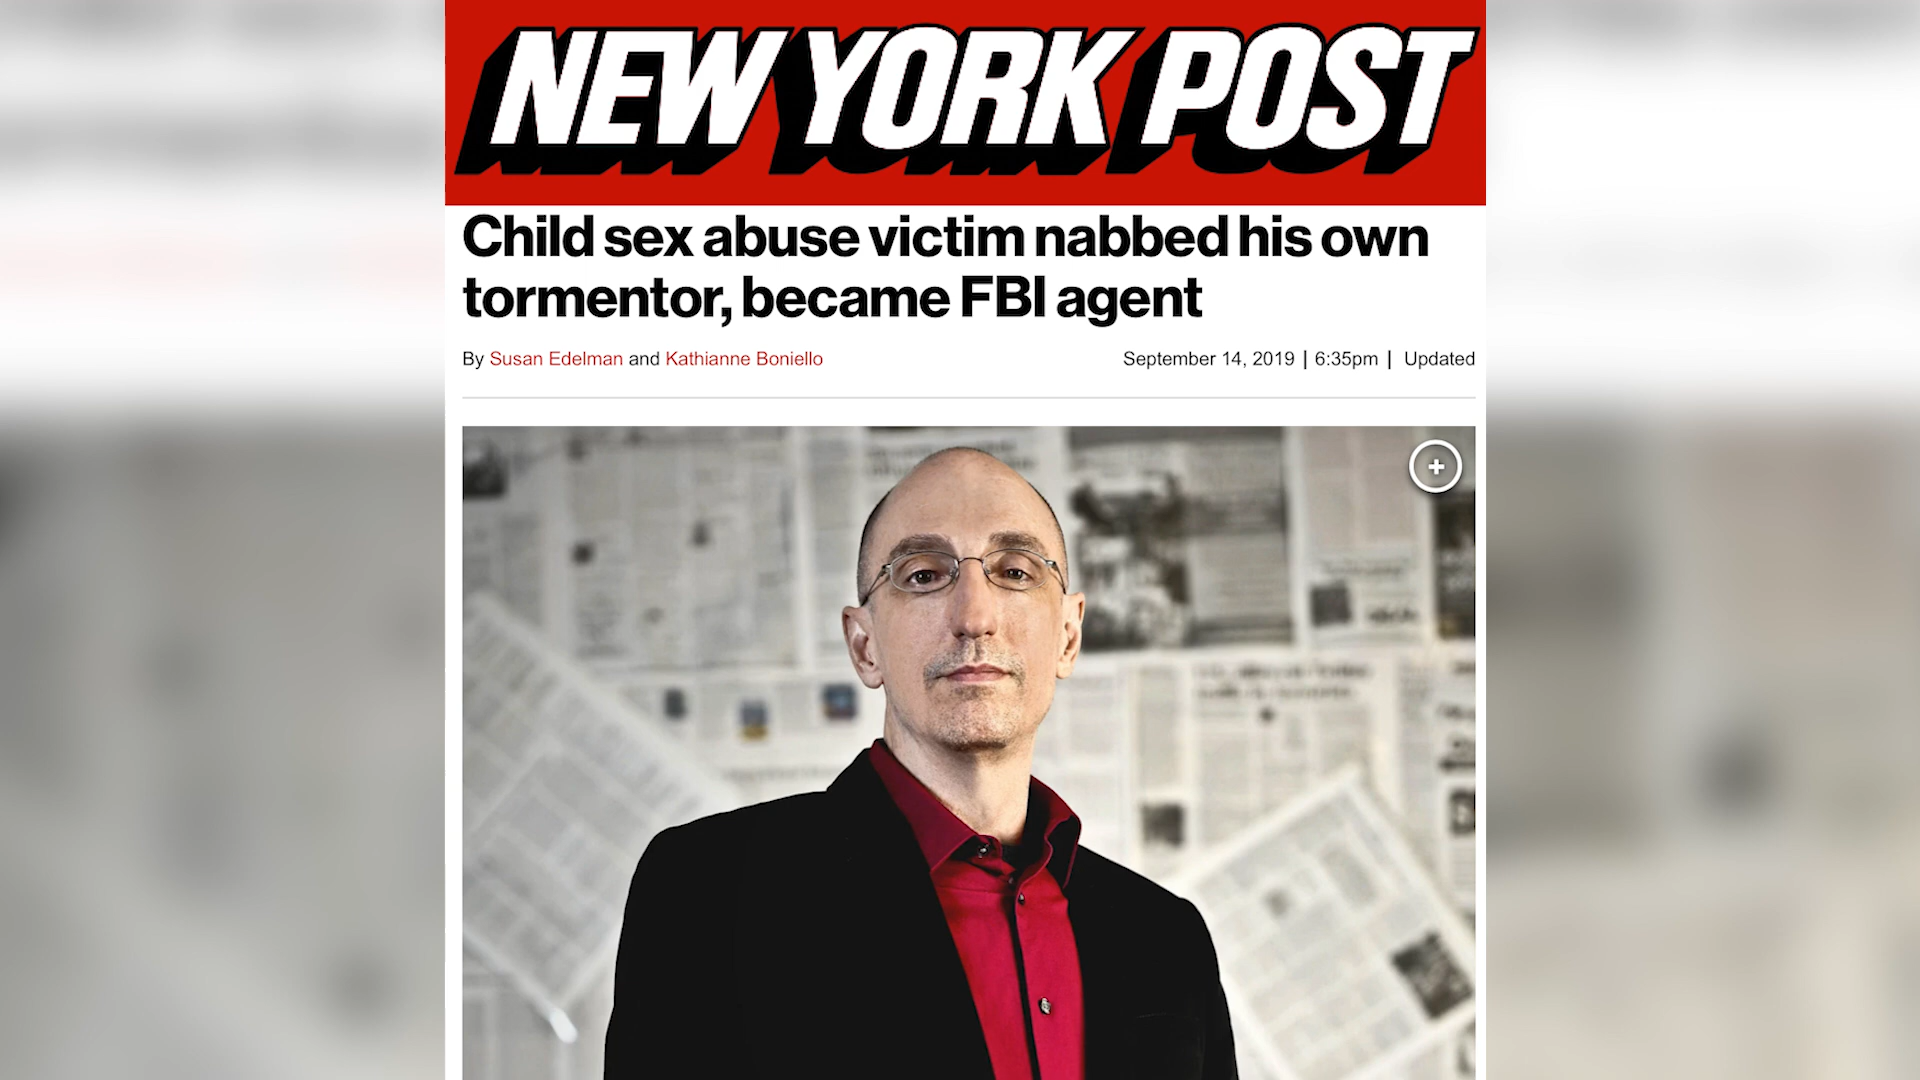 NEW YORK POST
Child sex abuse victim nabbed his own
tormentor, became FBI agent
By Susan Edelman and Kathianne Boniello
September 14, 2019 | 6:35pm | Updated